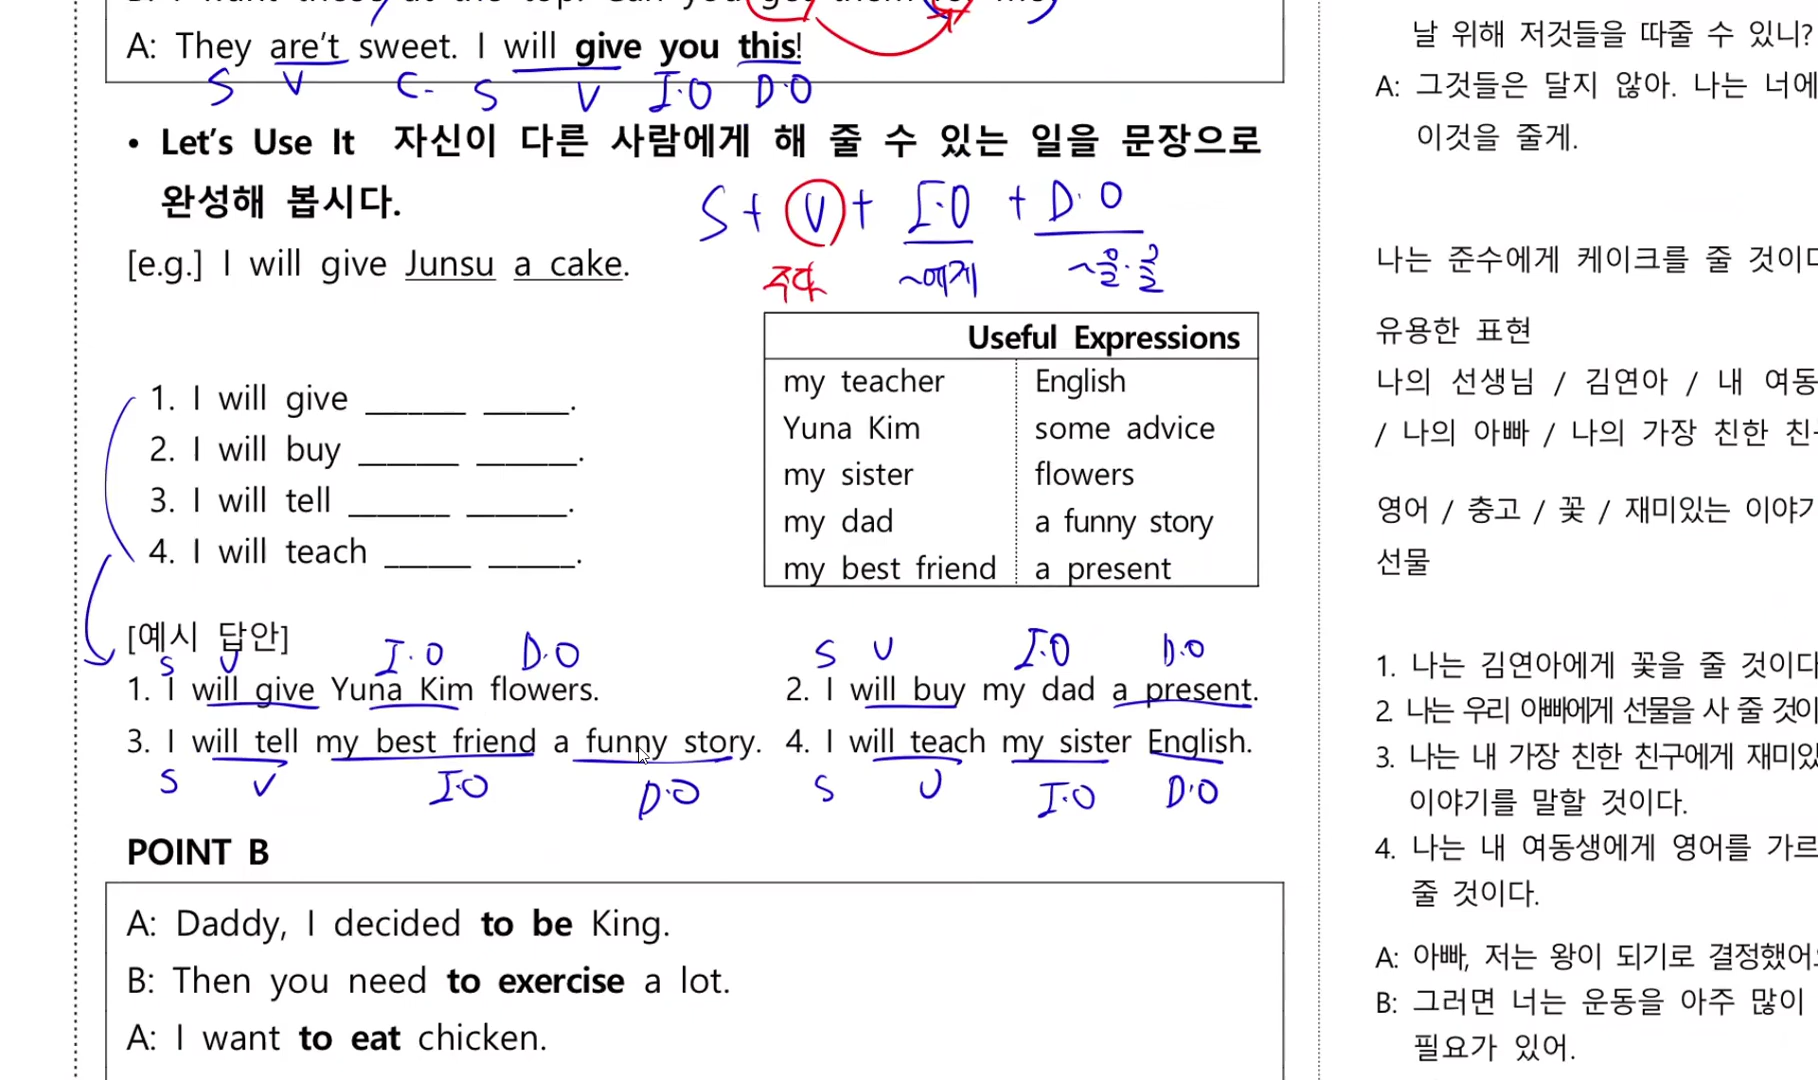 A: They aren't sweet. I will give you this!
S V C. S V I.O D.O
• Let's Use It 자신이 다른 사람에게 해 줄 수 있는 일을 문장으로
완성해 봅시다.
S + V + I.O + D.O
주다 ~에게 ~을.를
[e.g.] I will give Junsu a cake.
Useful Expressions
my teacher English
Yuna Kim some advice
my sister flowers
my dad a funny story
my best friend a present
1. I will give ______ _____.
2. I will buy ______ ______.
3. I will tell ______ ______.
4. I will teach _____ _____.
[예시 답안]
S V I.O D.O S V I.O D.O
1. I will give Yuna Kim flowers. 2. I will buy my dad a present.
3. I will tell my best friend a funny story. 4. I will teach my sister English.
S V I.O D.O S V I.O D.O
POINT B
A: Daddy, I decided to be King.
B: Then you need to exercise a lot.
A: I want to eat chicken.
날 위해 저것들을 따줄 수 있니?
A: 그것들은 달지 않아. 나는 너에
이것을 줄게.
나는 준수에게 케이크를 줄 것이
유용한 표현
나의 선생님 / 김연아 / 내 여동
/ 나의 아빠 / 나의 가장 친한 친
영어 / 충고 / 꽃 / 재미있는 이야기
선물
1. 나는 김연아에게 꽃을 줄 것이다
2. 나는 우리 아빠에게 선물을 사 줄 것이
3. 나는 내 가장 친한 친구에게 재미있
이야기를 말할 것이다.
4. 나는 내 여동생에게 영어를 가르
줄 것이다.
A: 아빠, 저는 왕이 되기로 결정했어
B: 그러면 너는 운동을 아주 많이
필요가 있어.